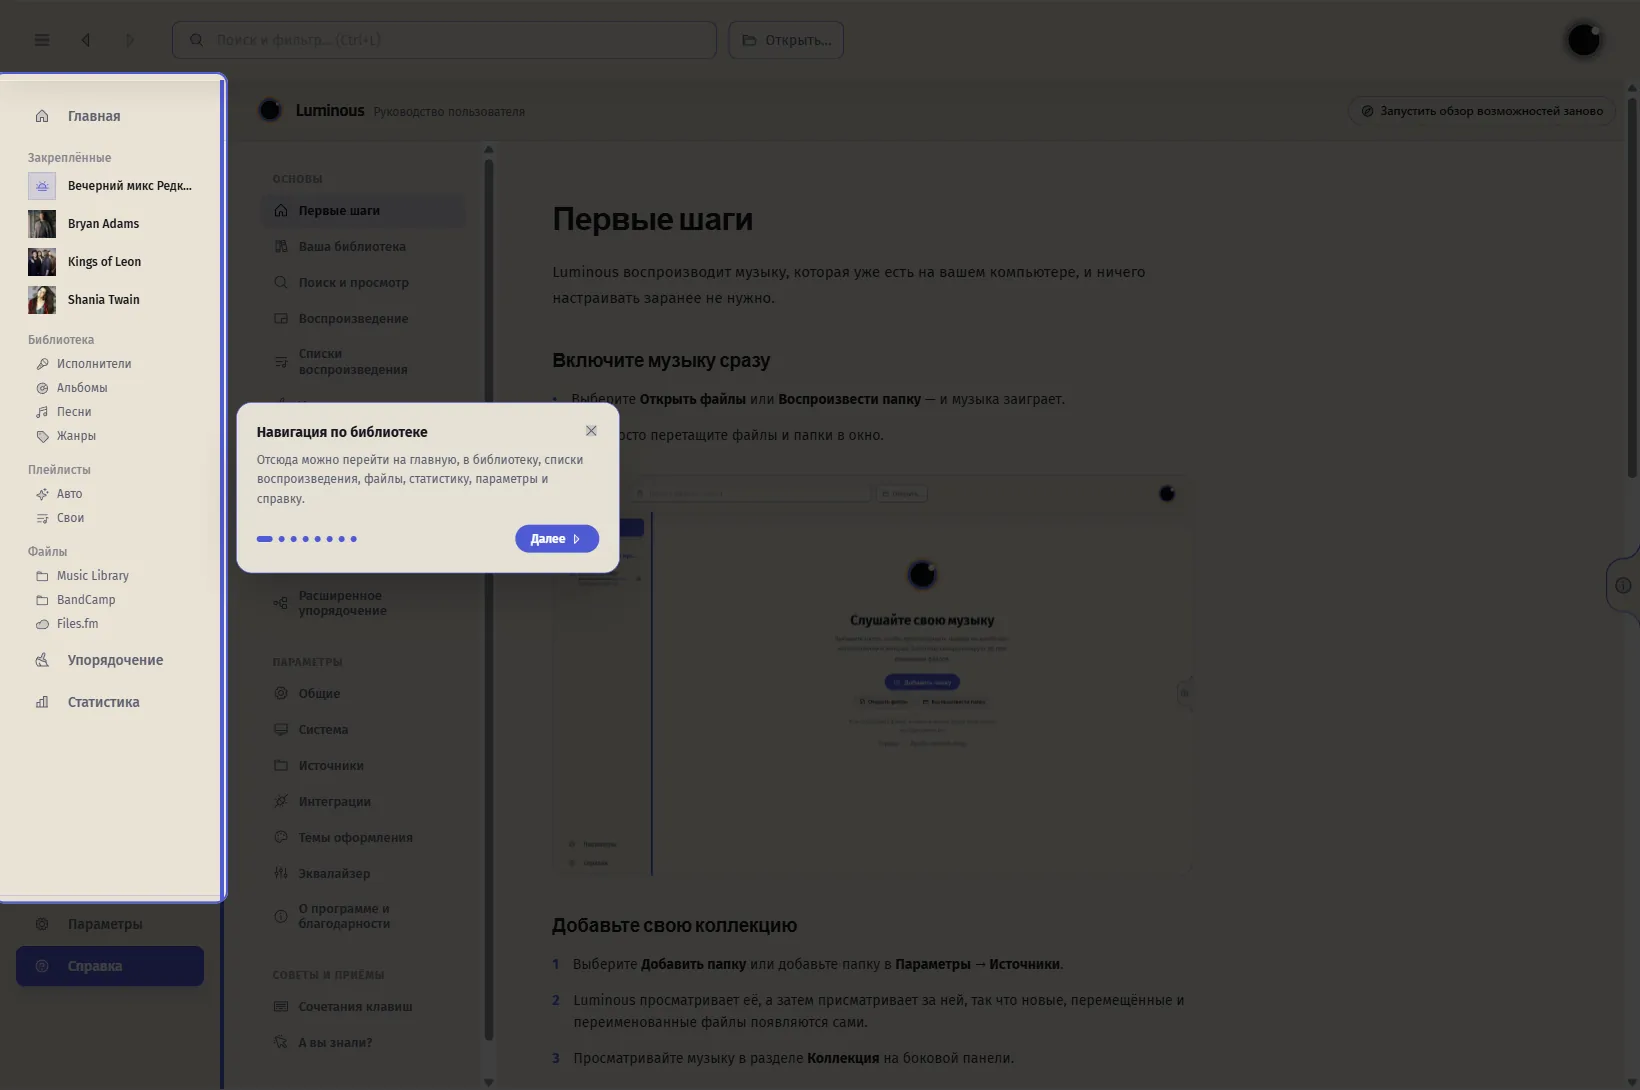 Поиск и фильтр... (Ctrl+L)
Открыть...
Главная
Закреплённые
Вечерний микс Редк...
Bryan Adams
Kings of Leon
Shania Twain
Библиотека
Исполнители
Альбомы
Песни
Жанры
Плейлисты
Авто
Свои
Файлы
Music Library
BandCamp
Files.fm
Упорядочение
Статистика
Параметры
Справка
Luminous Руководство пользователя
Запустить обзор возможностей заново
ОСНОВЫ
Первые шаги
Ваша библиотека
Поиск и просмотр
Воспроизведение
Списки
воспроизведения
Расширенное
упорядочение
ПАРАМЕТРЫ
Общие
Система
Источники
Интеграции
Темы оформления
Эквалайзер
О программе и
благодарности
СОВЕТЫ И ПРИЁМЫ
Сочетания клавиш
А вы знали?
Навигация по библиотеке
Отсюда можно перейти на главную, в библиотеку, списки
воспроизведения, файлы, статистику, параметры и
справку.
Далее
Первые шаги
Luminous воспроизводит музыку, которая уже есть на вашем компьютере, и ничего
настраивать заранее не нужно.
Включите музыку сразу
• Выберите Открыть файлы или Воспроизвести папку — и музыка заиграет.
перетащите файлы и папки в окно.
Слушайте свою музыку
Добавить папку
Параметры
Справка
Добавьте свою коллекцию
1 Выберите Добавить папку или добавьте папку в Параметры → Источники.
2 Luminous просматривает её, а затем присматривает за ней, так что новые, перемещённые и
переименованные файлы появляются сами.
3 Просматривайте музыку в разделе Коллекция на боковой панели.